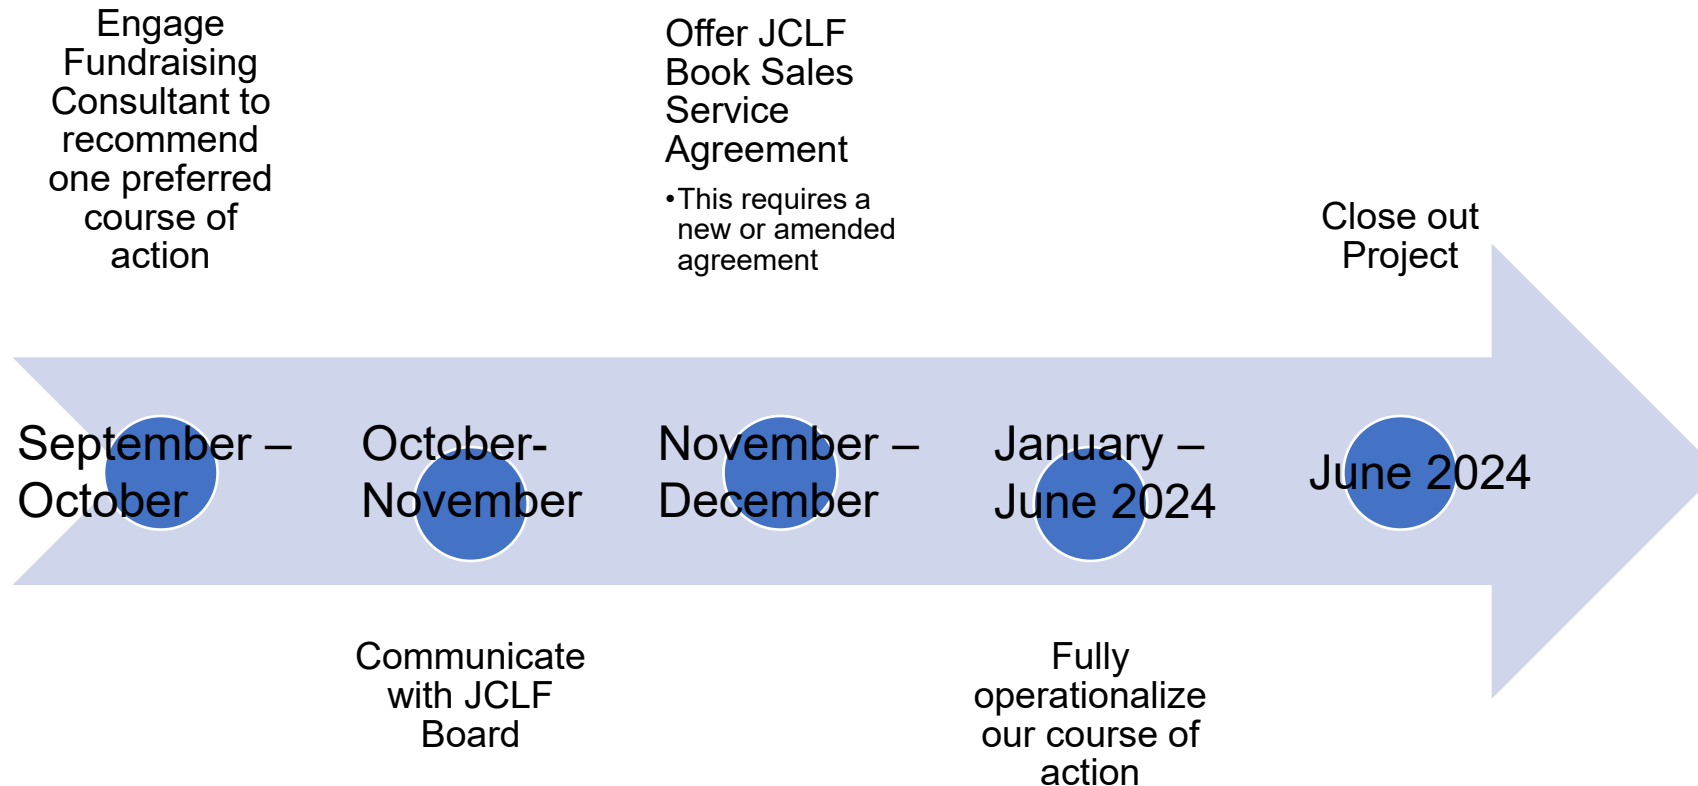 Engage
Fundraising
Consultant to
recommend
one preferred
course of
action
Offer JCLF
Book Sales
Service
Agreement
•This requires a
new or amended
agreement
Close out
Project
September –
October
October-
November
November –
December
January –
June 2024
June 2024
Communicate
with JCLF
Board
Fully
operationalize
our course of
action